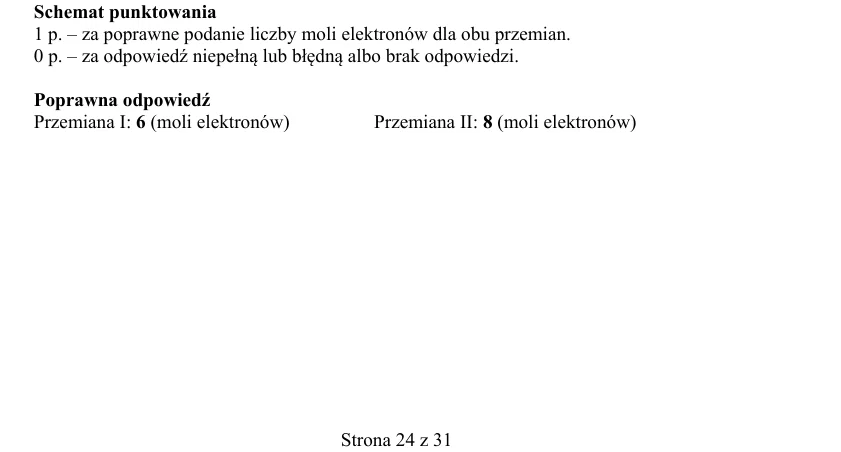 Schemat punktowania
1 p. – za poprawne podanie liczby moli elektronów dla obu przemian.
0 p. – za odpowiedź niepełną lub błędną albo brak odpowiedzi.
Poprawna odpowiedź
Przemiana I: 6 (moli elektronów) Przemiana II: 8 (moli elektronów)
Strona 24 z 31